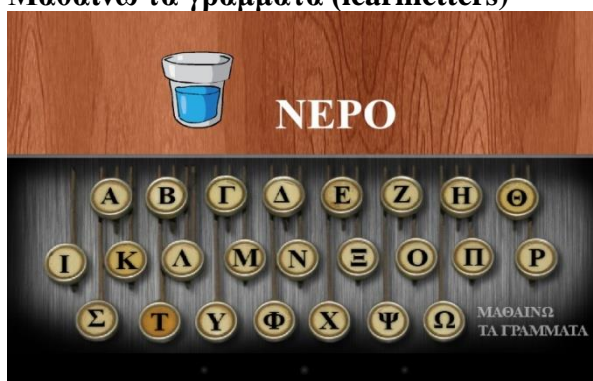 Μαθαίνω τα γράμματα (learnletters)
ΝΕΡΟ
Α Β Γ Δ Ε Ζ Η Θ
Ι Κ Λ Μ Ν Ξ Ο Π Ρ
Σ Τ Υ Φ Χ Ψ Ω
ΜΑΘΑΙΝΩ
ΤΑ ΓΡΑΜΜΑΤΑ